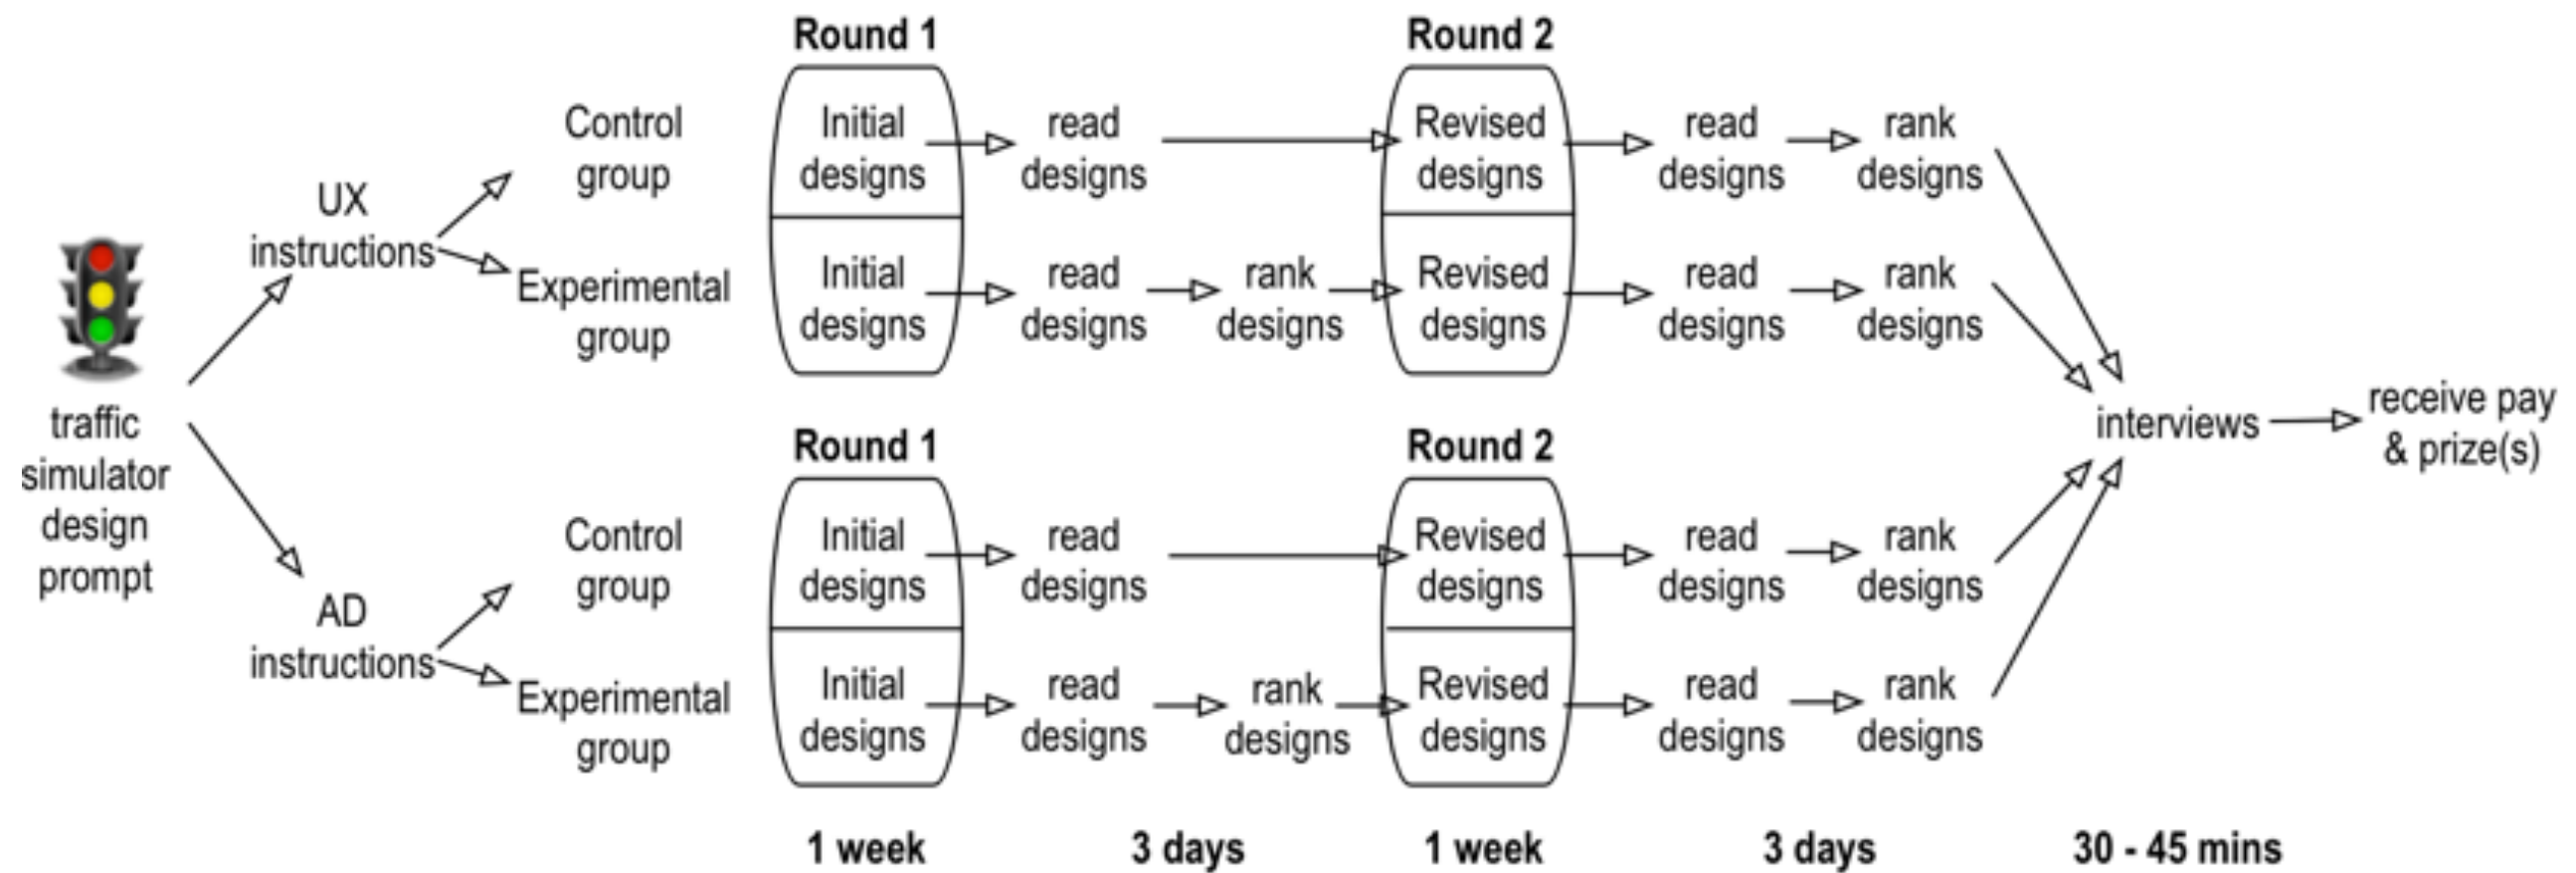 Round 1
Round 2
Control
group
Initial
designs
read
designs
Revised
designs
read
designs
rank
designs
UX
instructions
Experimental
group
Initial
designs
read
designs
rank
designs
Revised
designs
read
designs
rank
designs
traffic
simulator
design
prompt
interviews
receive pay
& prize(s)
Round 1
Round 2
Control
group
Initial
designs
read
designs
Revised
designs
read
designs
rank
designs
AD
instructions
Experimental
group
Initial
designs
read
designs
rank
designs
Revised
designs
read
designs
rank
designs
1 week
3 days
1 week
3 days
30 - 45 mins